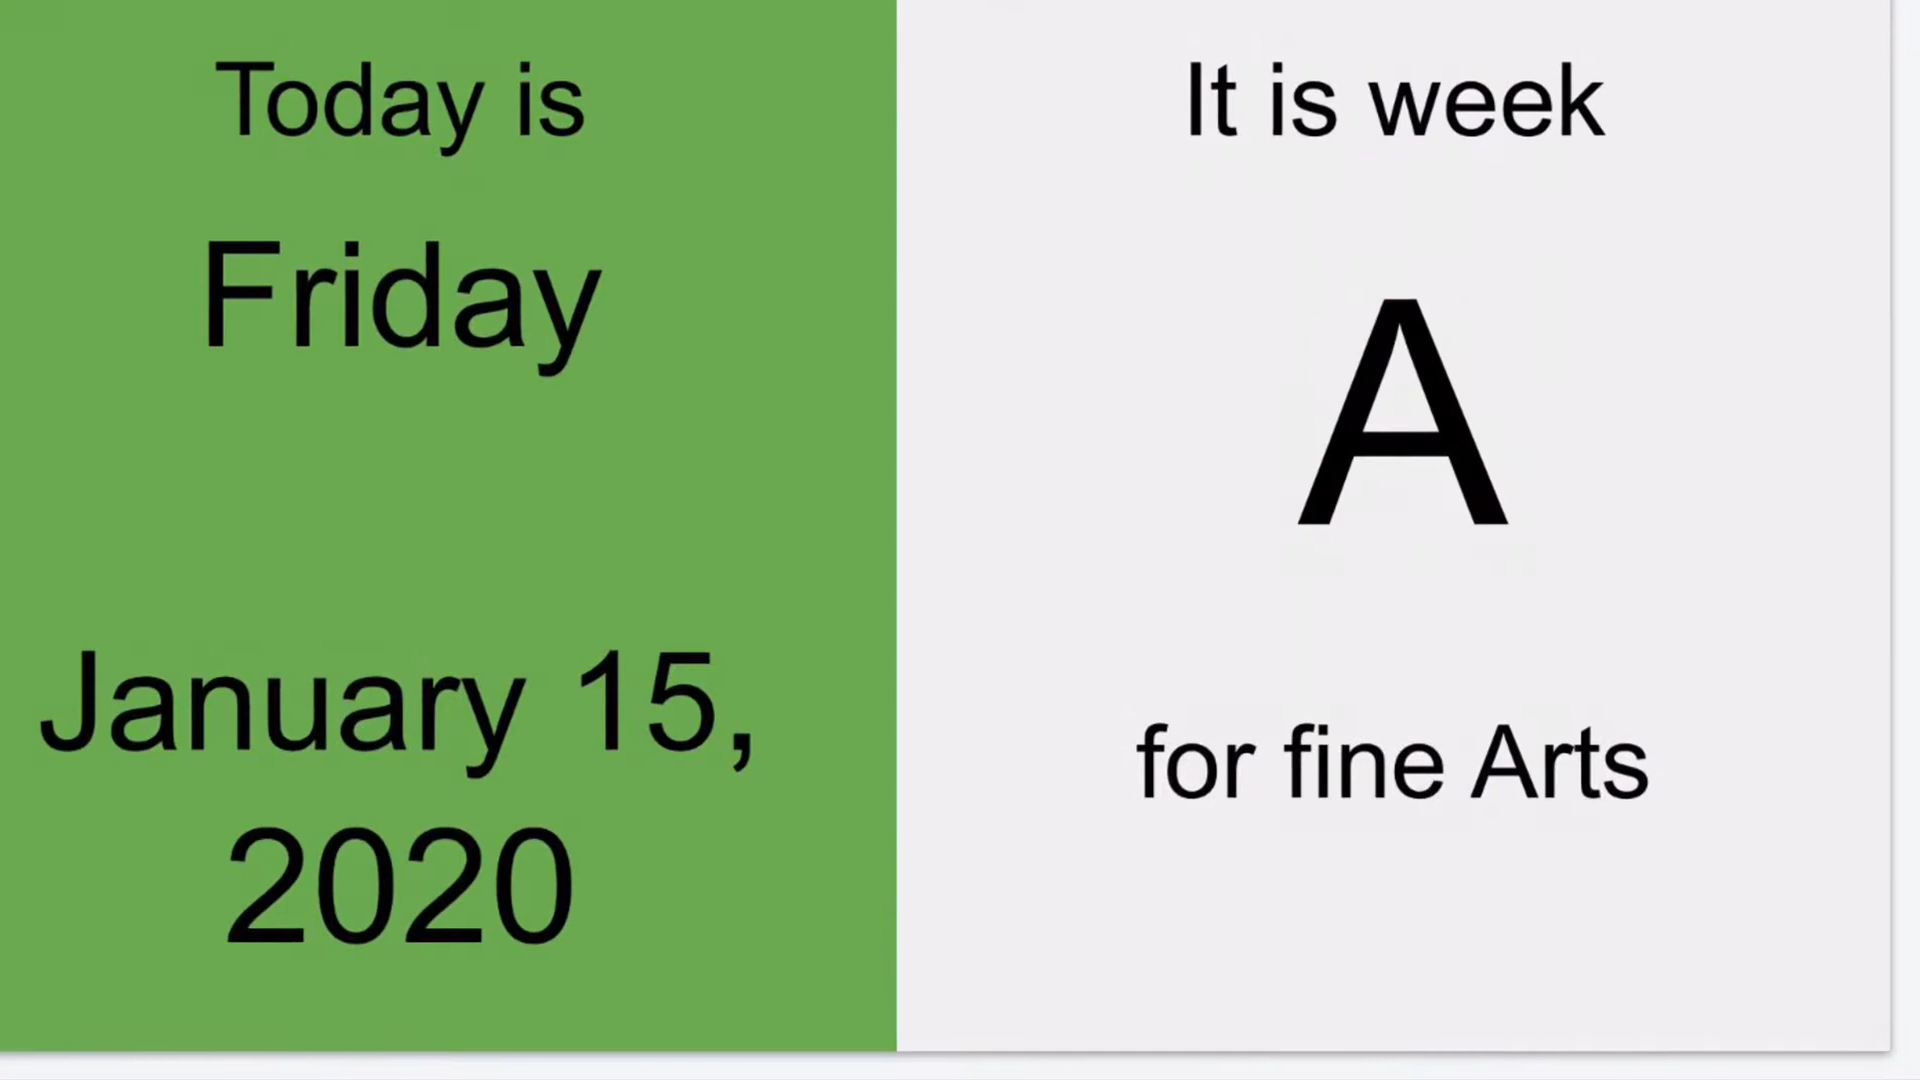 Today is
Friday
January 15,
2020
It is week
A
for fine Arts